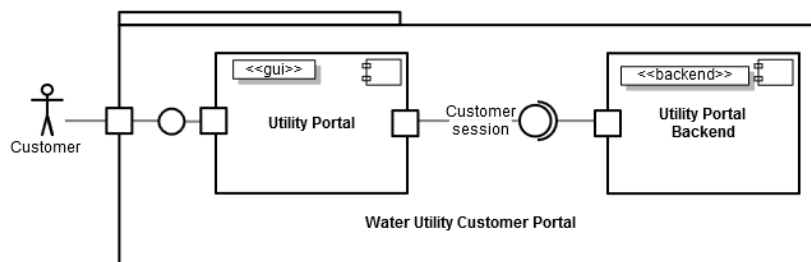 <<gui>>
<<backend>>
Customer
Utility Portal
Customer
session
Utility Portal
Backend
Water Utility Customer Portal